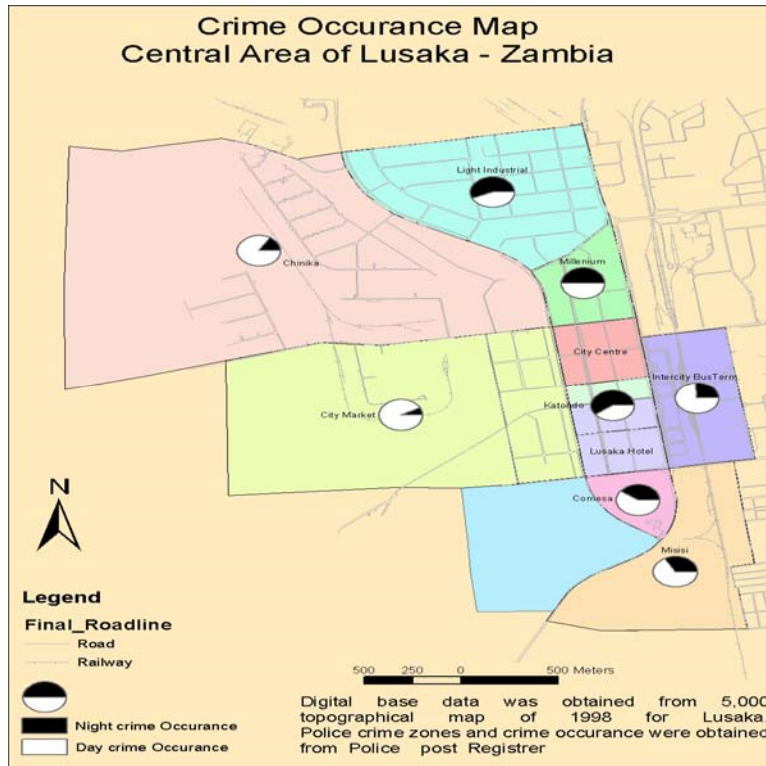 Crime Occurance Map
Central Area of Lusaka - Zambia
Light Industrial
Chinika
Millenium
City Centre
Intercity BusTerm.
Katondo
City Market
Lusaka Hotel
Comesa
Misisi
N
Legend
Final_Roadline
Road
Railway
Night crime Occurance
Day crime Occurance
500 250 0 500 Meters
Digital base data was obtained from 5,000
topographical map of 1998 for Lusaka.
Police crime zones and crime occurance were obtained
from Police post Registrer